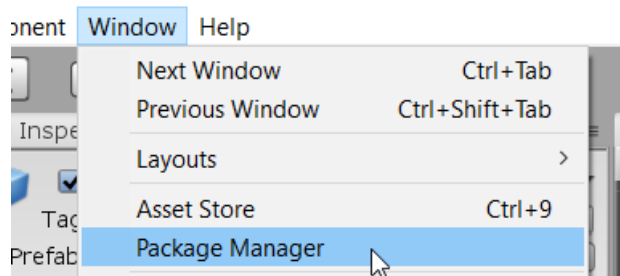 onent Window Help
Next Window Ctrl+Tab
Previous Window Ctrl+Shift+Tab
Inspe
Layouts >
Asset Store Ctrl+9
Tag
Package Manager
Prefab